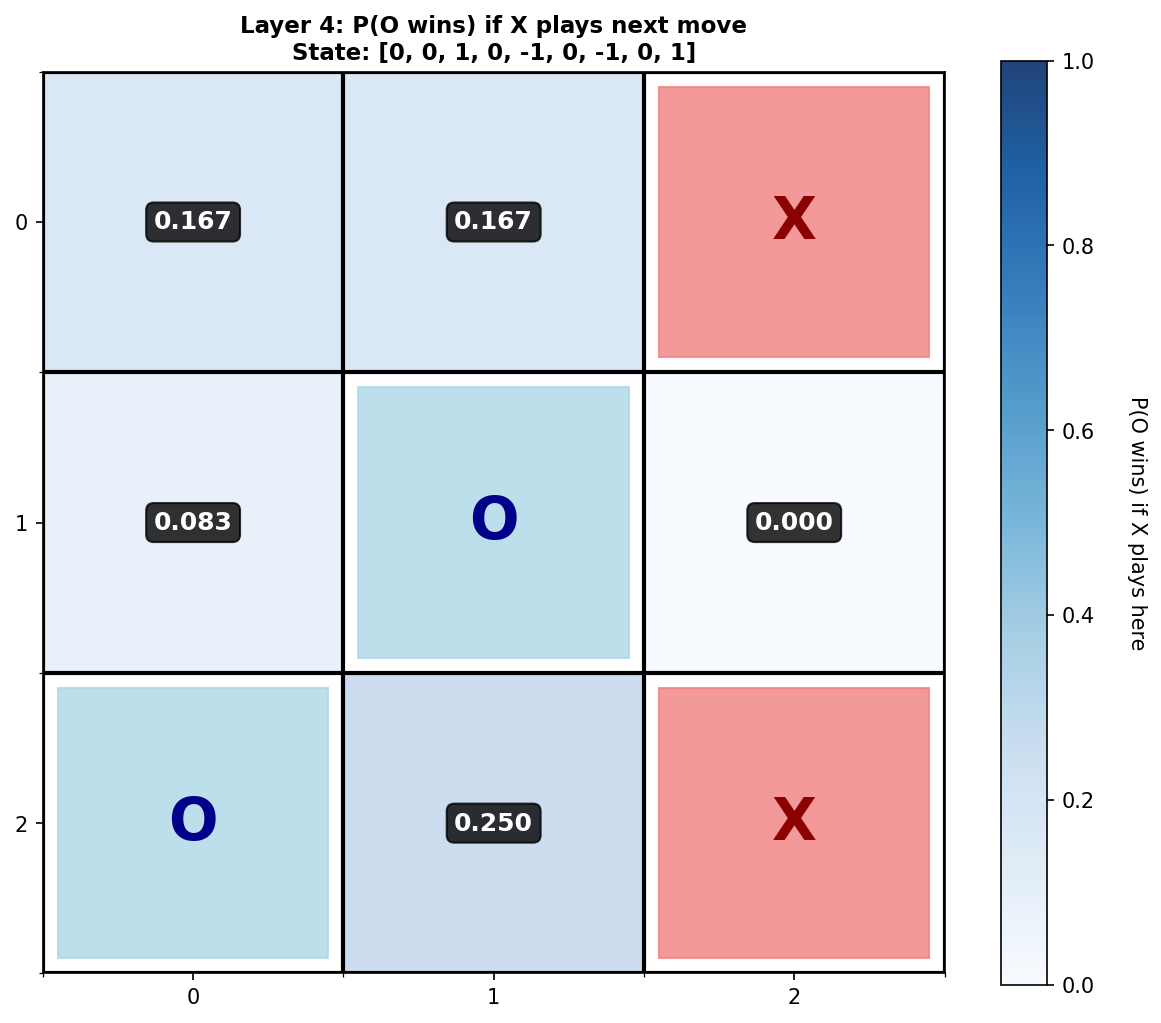 Layer 4: P(O wins) if X plays next move
State: [0, 0, 1, 0, -1, 0, -1, 0, 1]
0
0.167
0.167
X
1
0.083
O
0.000
2
O
0.250
X
0
1
2
1.0
0.8
0.6
0.4
0.2
0.0
P(O wins) if X plays here